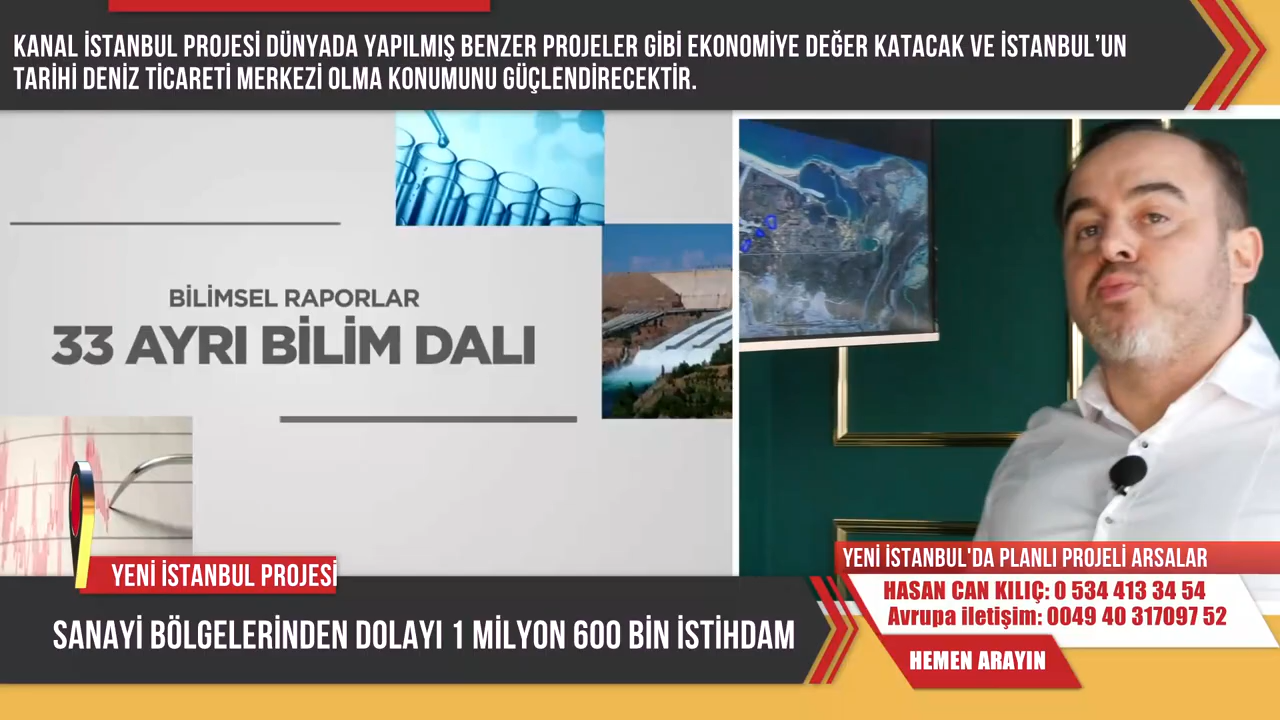 KANAL İSTANBUL PROJESİ DÜNYADA YAPILMIŞ BENZER PROJELER GİBİ EKONOMİYE DEĞER KATACAK VE İSTANBUL’UN
TARİHİ DENİZ TİCARETİ MERKEZİ OLMA KONUMUNU GÜÇLENDİRECEKTİR.
BİLİMSEL RAPORLAR
33 AYRI BİLİM DALI
YENİ İSTANBUL PROJESİ
SANAYİ BÖLGELERİNDEN DOLAYI 1 MİLYON 600 BİN İSTİHDAM
YENİ İSTANBUL'DA PLANLI PROJELİ ARSALAR
HASAN CAN KILIÇ: 0 534 413 34 54
Avrupa iletişim: 0049 40 317097 52
HEMEN ARAYIN